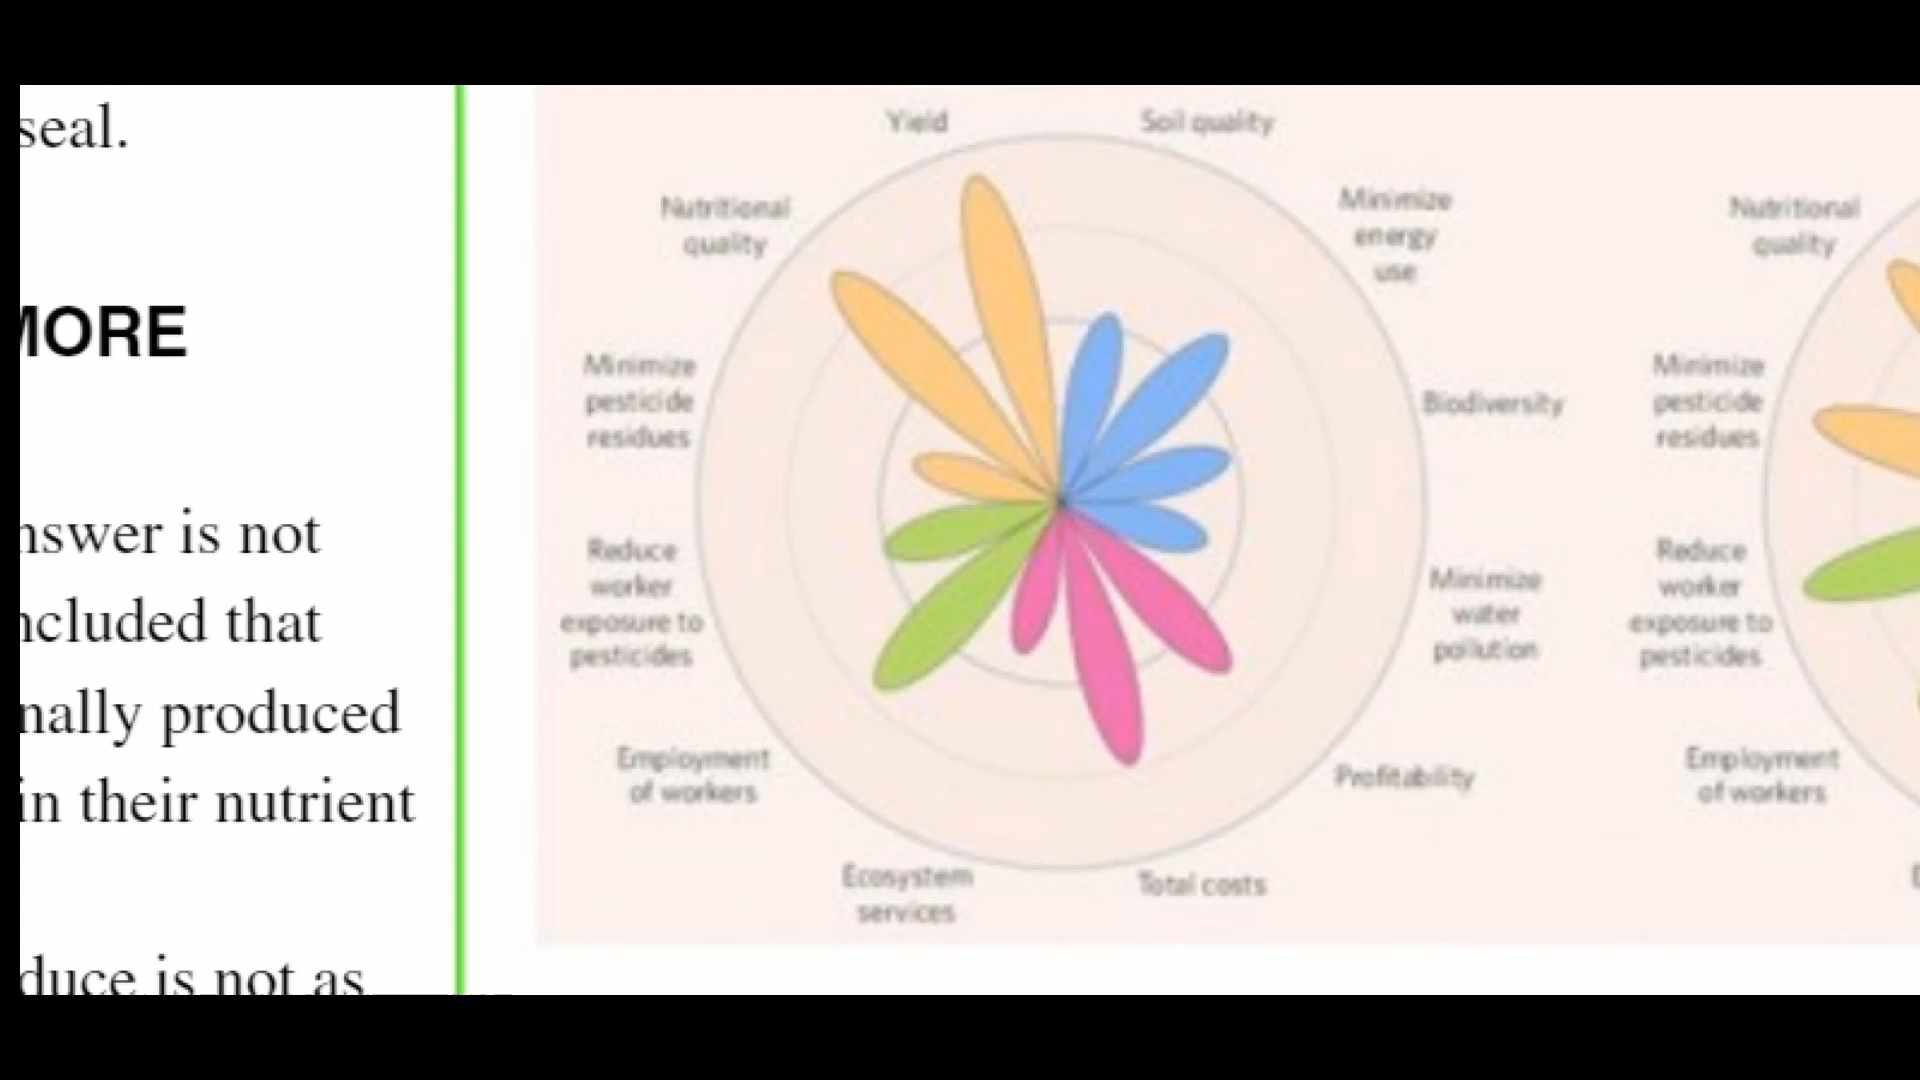 seal.
MORE
nswer is not
ncluded that
nally produced
in their nutrient
duce is not as
Yield
Soil quality
Nutritional
quality
Minimize
energy
use
Minimize
pesticide
residues
Biodiversity
Reduce
worker
exposure to
pesticides
Minimize
water
pollution
Employment
of workers
Profitability
Ecosystem
services
Total costs
Nutritional
quality
Minimize
pesticide
residues
Reduce
worker
exposure to
pesticides
Employment
of workers